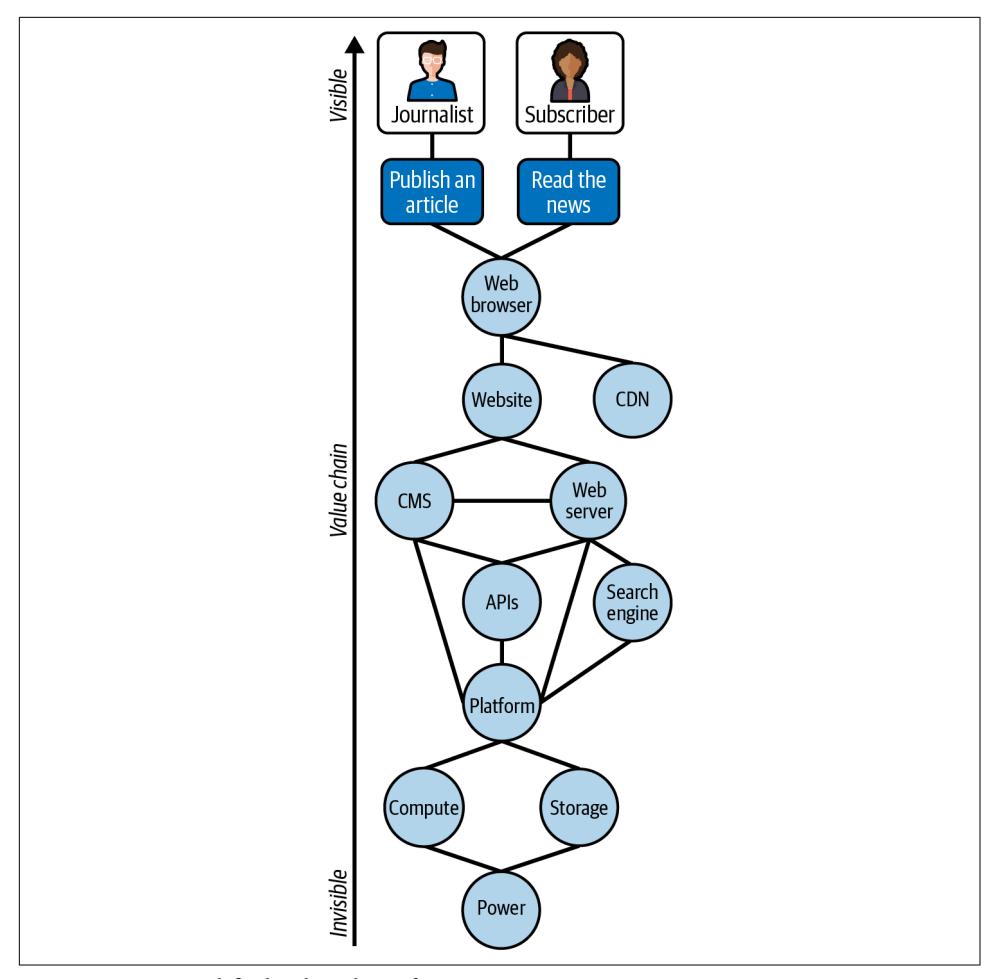 Visible
Journalist
Subscriber
Publish an
article
Read the
news
Web
browser
Website
CDN
Value chain
CMS
Web
server
APIs
Search
engine
Platform
Compute
Storage
Invisible
Power